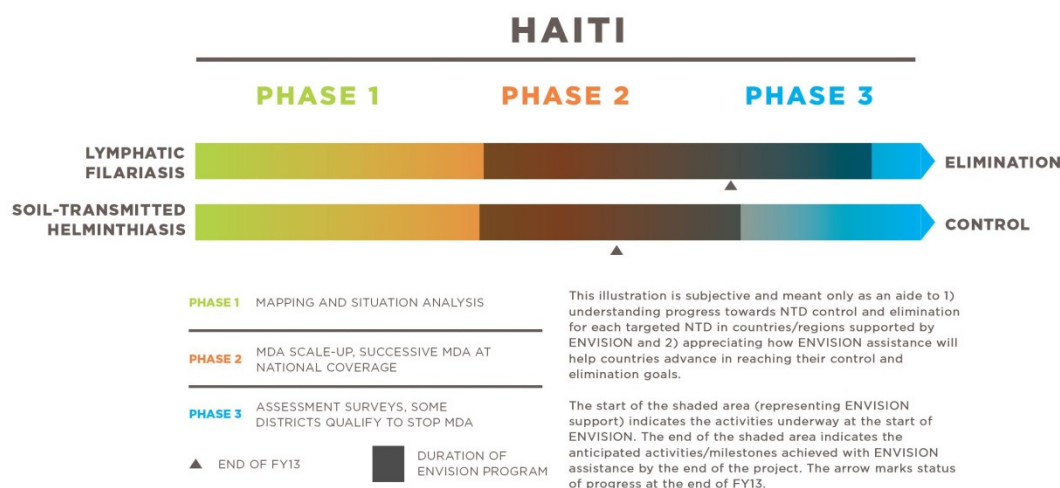 HAITI
PHASE 1 PHASE 2 PHASE 3
LYMPHATIC
FILARIASIS
ELIMINATION
SOIL-TRANSMITTED
HELMINTHIASIS
CONTROL
PHASE 1 MAPPING AND SITUATION ANALYSIS
PHASE 2 MDA SCALE-UP, SUCCESSIVE MDA AT
NATIONAL COVERAGE
PHASE 3 ASSESSMENT SURVEYS, SOME
DISTRICTS QUALIFY TO STOP MDA
END OF FY13
DURATION OF
ENVISION PROGRAM
This illustration is subjective and meant only as an aide to 1)
understanding progress towards NTD control and elimination
for each targeted NTD in countries/regions supported by
ENVISION and 2) appreciating how ENVISION assistance will
help countries advance in reaching their control and
elimination goals.
The start of the shaded area (representing ENVISION
support) indicates the activities underway at the start of
ENVISION. The end of the shaded area indicates the
anticipated activities/milestones achieved with ENVISION
assistance by the end of the project. The arrow marks status
of progress at the end of FY13.